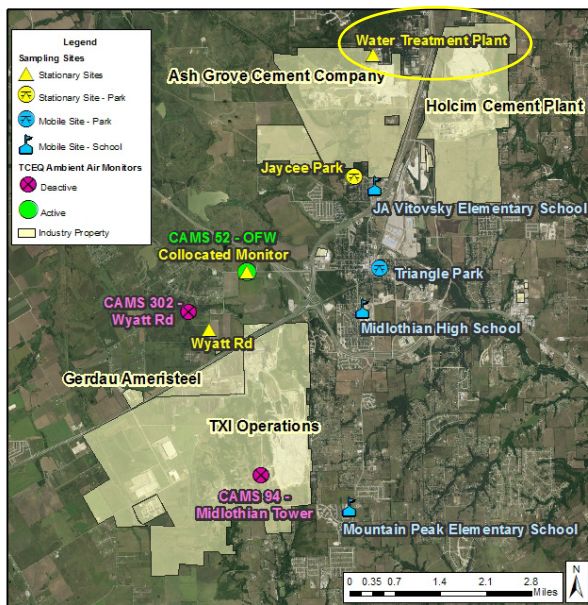 Legend
Sampling Sites
Stationary Sites
Stationary Site - Park
Mobile Site - Park
Mobile Site - School
TCEQ Ambient Air Monitors
Deactive
Active
Industry Property
Water Treatment Plant
Ash Grove Cement Company
Holcim Cement Plant
Jaycee Park
JA Vitovsky Elementary School
CAMS 52 - OFW
Collocated Monitor
Triangle Park
CAMS 302 -
Wyatt Rd
Wyatt Rd
Midlothian High School
Gerdau Ameristeel
TXI Operations
CAMS 94 -
Midlothian Tower
Mountain Peak Elementary School
0 0.35 0.7 1.4 2.1 2.8
Miles
N